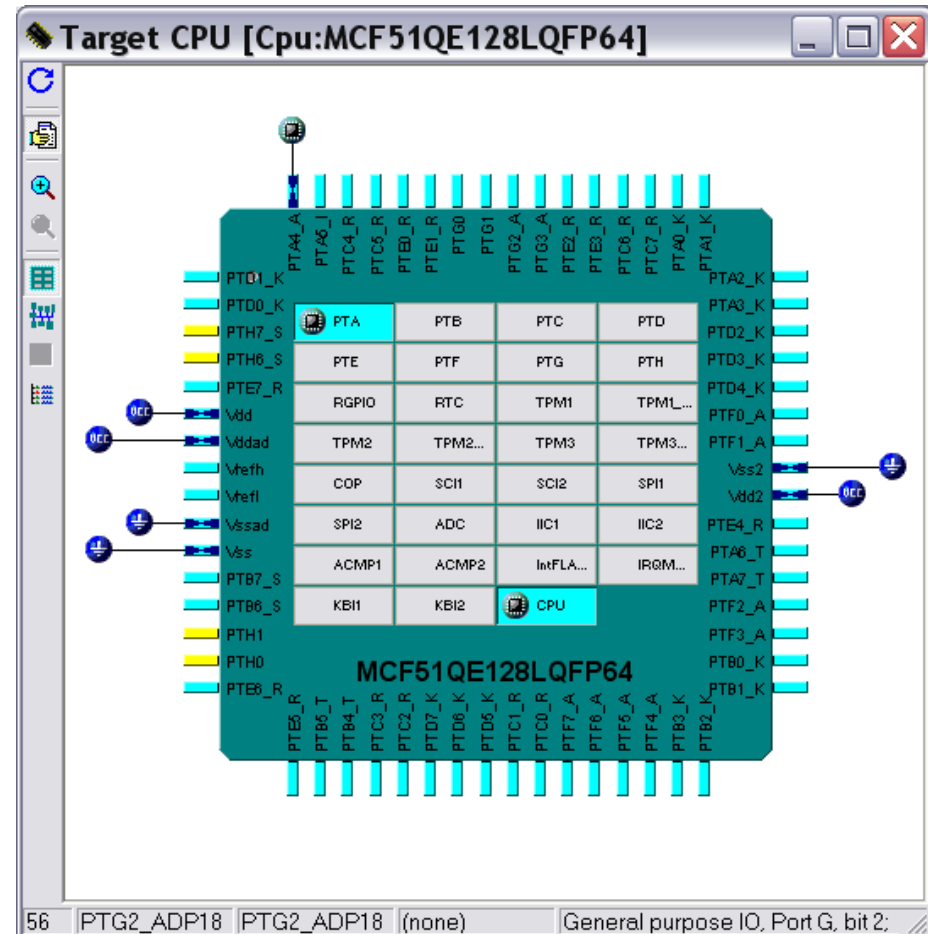 Target CPU [Cpu:MCF51QE128LQFP64]
PTA4_A PTA5_I PTC4_R PTC5_R PTE0_R PTE1_R PTG0 PTG1 PTG2_A PTG3_A PTE2_R PTE3_R PTC6_R PTC7_R PTA0_K PTA1_K
PTD1_K
PTD0_K
PTH7_S
PTH6_S
PTE7_R
Vdd
Vddad
Vrefh
Vrefl
Vssad
Vss
PTB7_S
PTB6_S
PTH1
PTH0
PTE6_R
PTA PTB PTC PTD
PTE PTF PTG PTH
RGPIO RTC TPM1 TPM1_...
TPM2 TPM2... TPM3 TPM3...
COP SCI1 SCI2 SPI1
SPI2 ADC IIC1 IIC2
ACMP1 ACMP2 IntFLA... IRQM...
KBI1 KBI2 CPU
MCF51QE128LQFP64
PTA2_K
PTA3_K
PTD2_K
PTD3_K
PTD4_K
PTF0_A
PTF1_A
Vss2
Vdd2
PTE4_R
PTA6_T
PTA7_T
PTF2_A
PTF3_A
PTB0_K
PTB1_K
PTE5_R PTB5_T PTB4_T PTC3_R PTC2_R PTD7_K PTD6_K PTD5_K PTC1_R PTC0_R PTF7_A PTF6_A PTF5_A PTF4_A PTB3_K PTB2_K
56 PTG2_ADP18 PTG2_ADP18 (none) General purpose IO, Port G, bit 2;